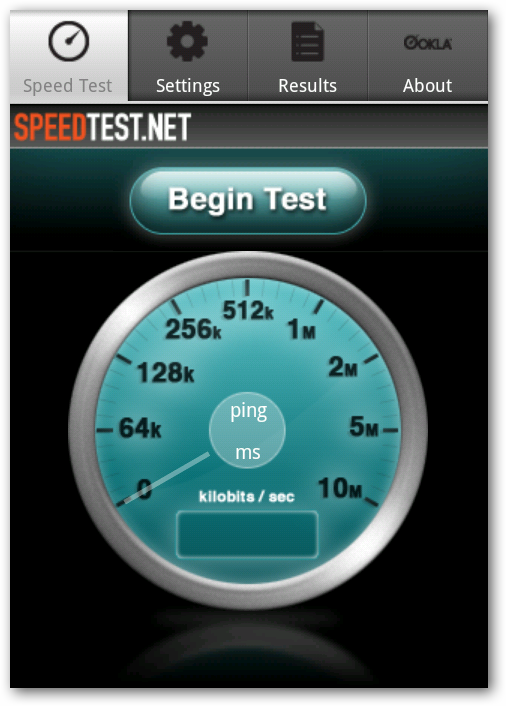 OOKLA
Speed Test
Settings
Results
About
SPEEDTEST.NET
Begin Test
512k
256k
1M
128k
2M
ping
64k
5M
ms
0
10M
kilobits / sec